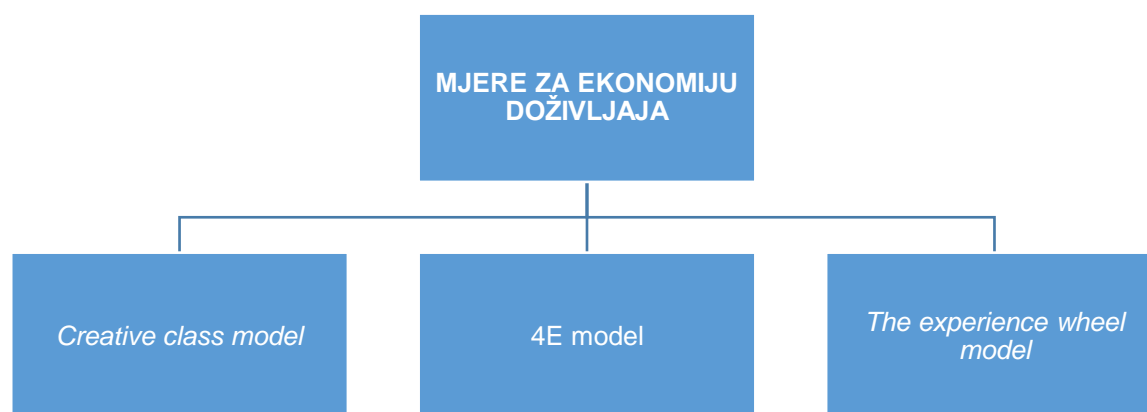 MJERE ZA EKONOMIJU
DOŽIVLJAJA
Creative class model
4E model
The experience wheel
model